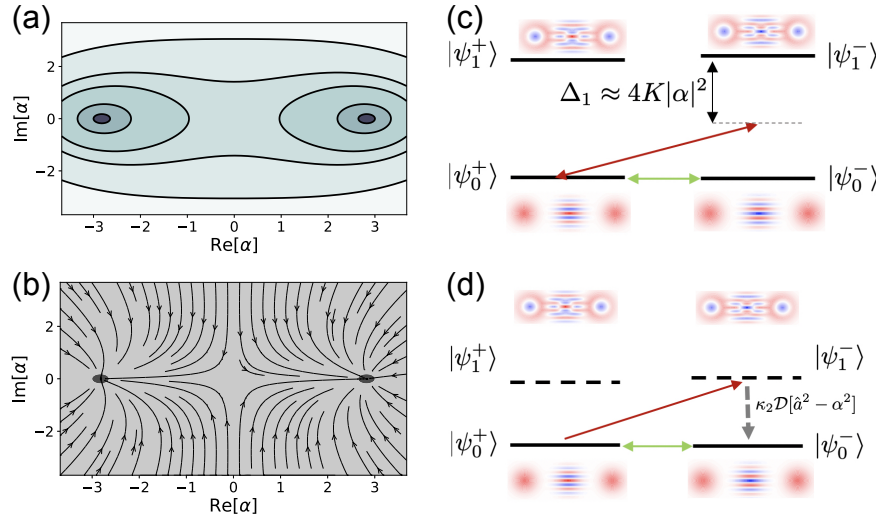 (a)
Im[α]
2
0
−2
−3 −2 −1 0 1 2 3
Re[α]
(b)
Im[α]
2
0
−2
−3 −2 −1 0 1 2 3
Re[α]
(c)
|ψ₁⁺⟩ |ψ₁⁻⟩
Δ₁ ≈ 4K|α|²
|ψ₀⁺⟩ |ψ₀⁻⟩
(d)
|ψ₁⁺⟩ |ψ₁⁻⟩
κ₂𝒟[â² − α²]
|ψ₀⁺⟩ |ψ₀⁻⟩